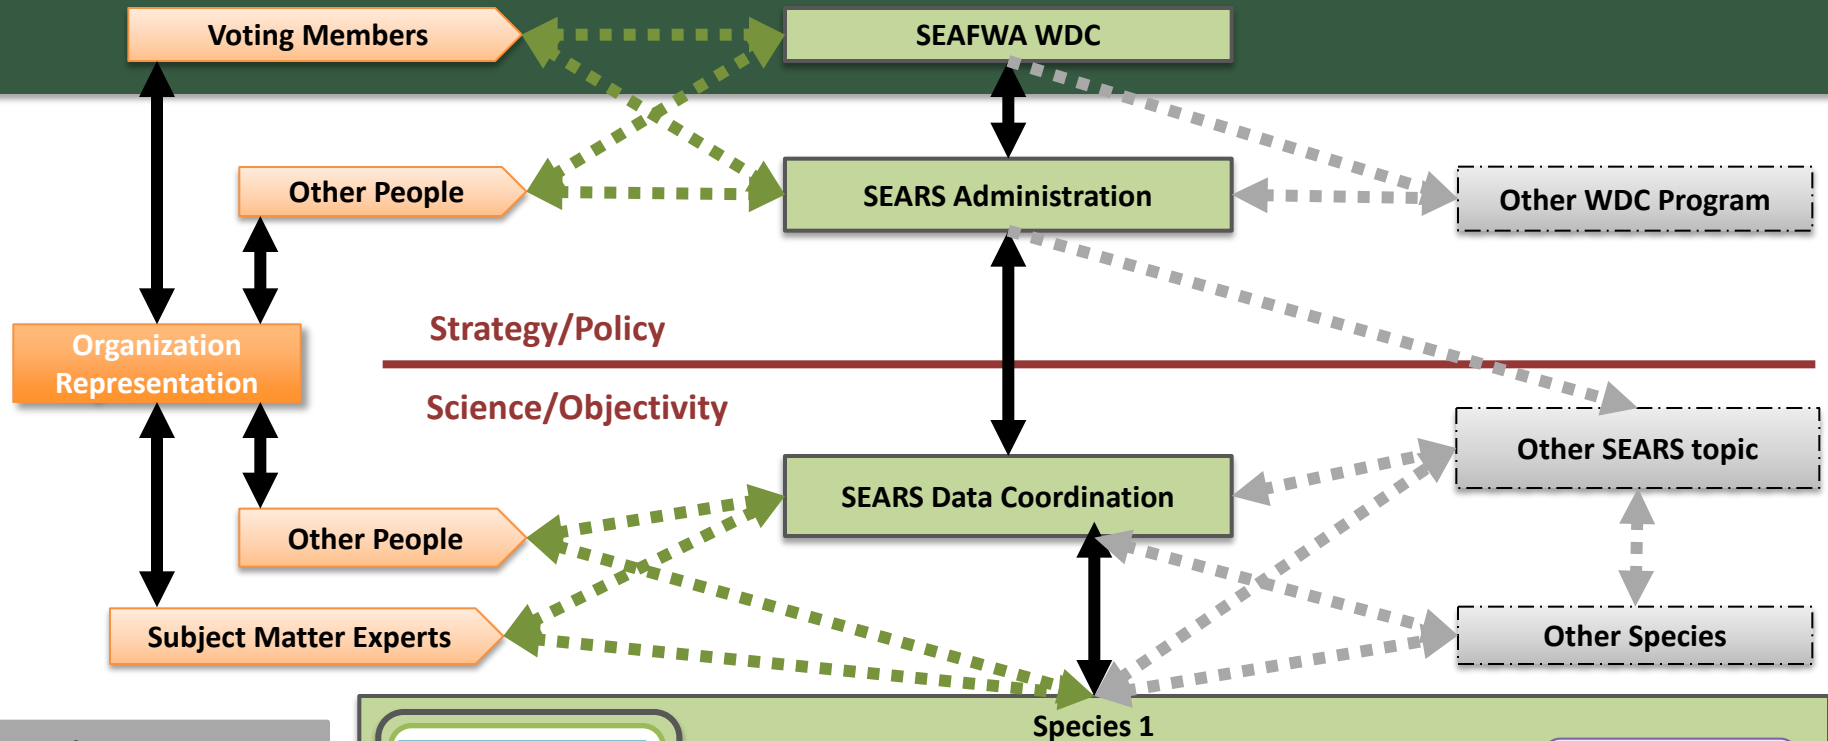 Voting Members
SEAFWA WDC
Other People
SEARS Administration
Other WDC Program
Strategy/Policy
Organization
Representation
Science/Objectivity
Other SEARS topic
SEARS Data Coordination
Other People
Subject Matter Experts
Other Species
Species 1